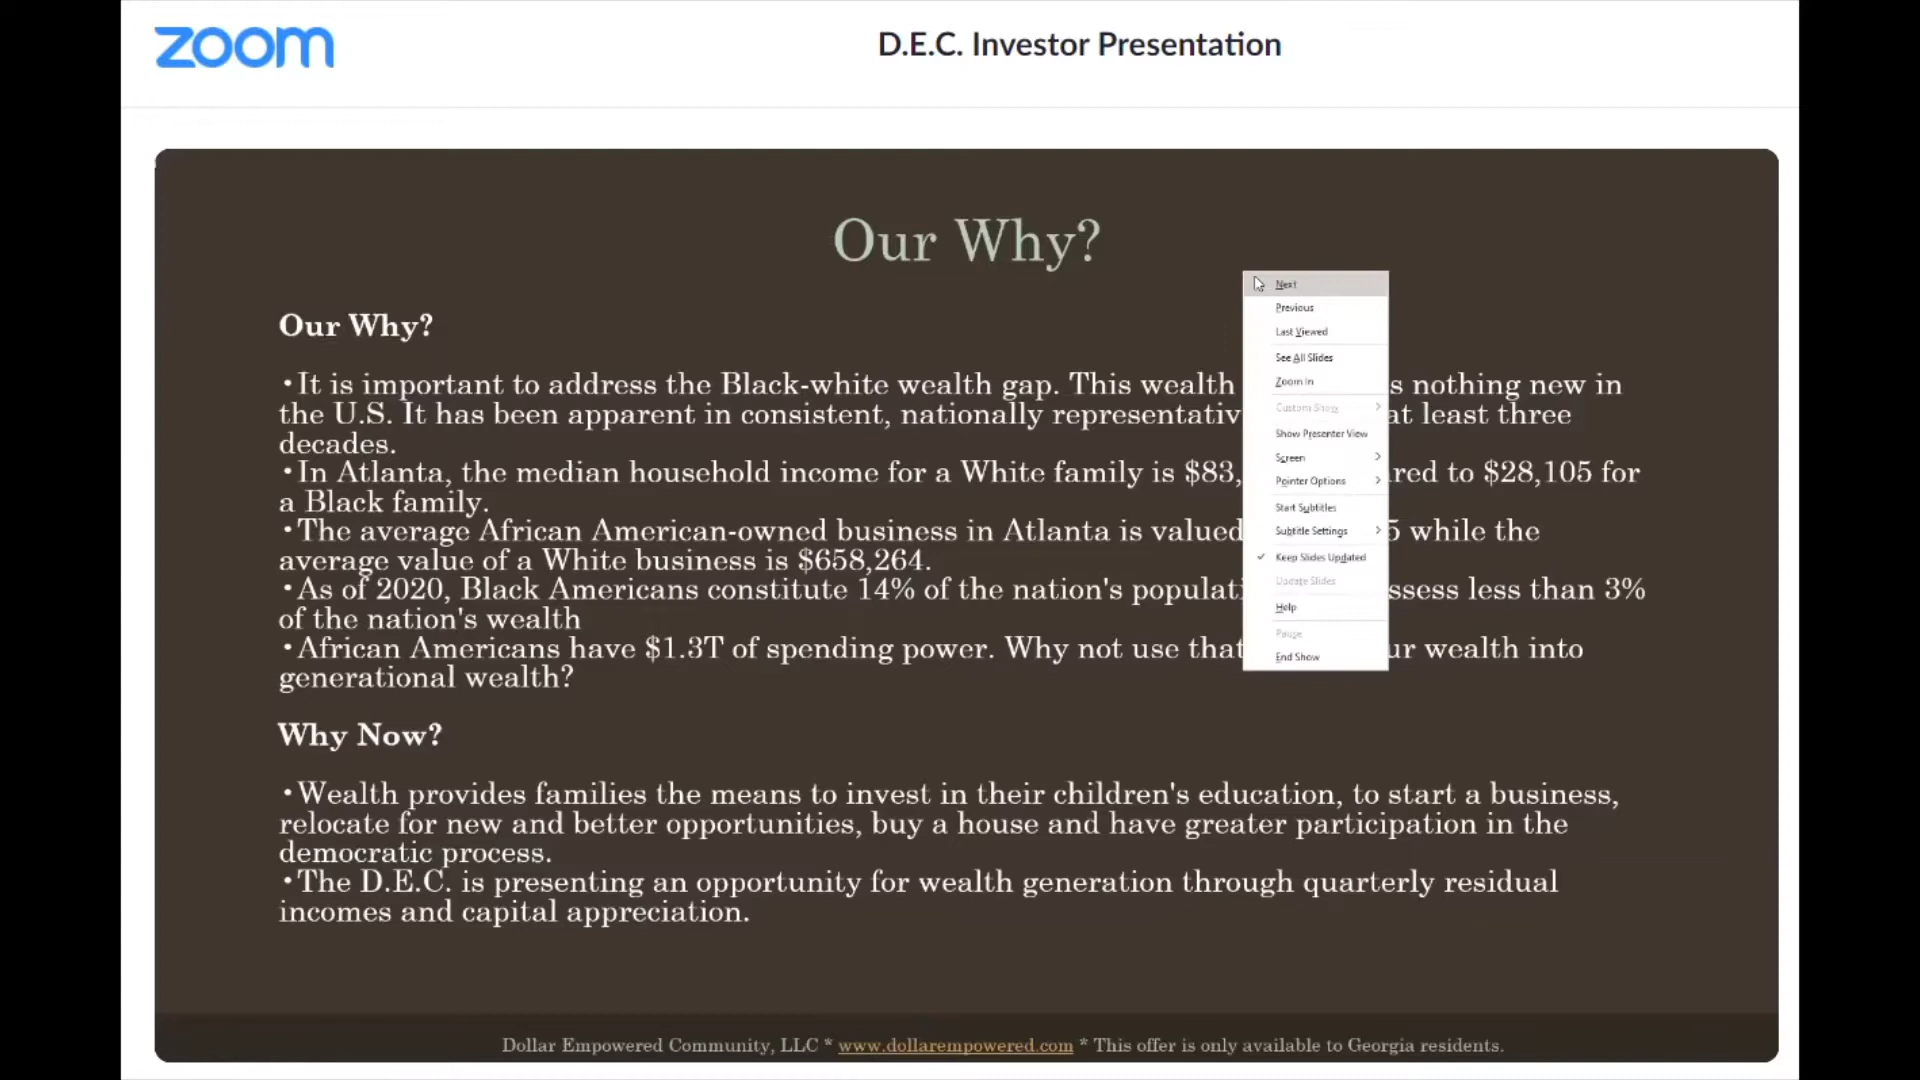 zoom
D.E.C. Investor Presentation
Our Why?
Our Why?
•It is important to address the Black-white wealth gap. This wealth s nothing new in
the U.S. It has been apparent in consistent, nationally representativ at least three
decades.
•In Atlanta, the median household income for a White family is $83, red to $28,105 for
a Black family.
•The average African American-owned business in Atlanta is valued 5 while the
average value of a White business is $658,264.
•As of 2020, Black Americans constitute 14% of the nation's populati ssess less than 3%
of the nation's wealth
•African Americans have $1.3T of spending power. Why not use that ur wealth into
generational wealth?
Why Now?
•Wealth provides families the means to invest in their children's education, to start a business,
relocate for new and better opportunities, buy a house and have greater participation in the
democratic process.
•The D.E.C. is presenting an opportunity for wealth generation through quarterly residual
incomes and capital appreciation.
Next
Previous
Last Viewed
See All Slides
Zoom In
Custom Show
Show Presenter View
Screen
Pointer Options
Start Subtitles
Subtitle Settings
Keep Slides Updated
Update Slides
Help
Pause
End Show
Dollar Empowered Community, LLC * www.dollarempowered.com * This offer is only available to Georgia residents.